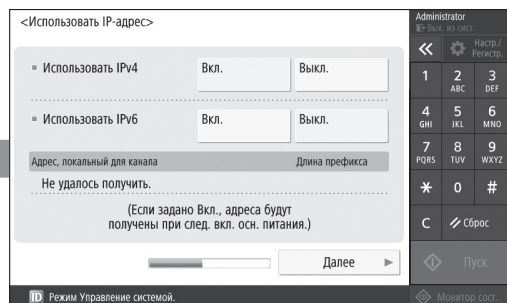 <Использовать IP-адрес>
Использовать IPv4 Вкл. Выкл.
Использовать IPv6 Вкл. Выкл.
Адрес, локальный для канала Длина префикса
Не удалось получить.
(Если задано Вкл., адреса будут
получены при след. вкл. осн. питания.)
Далее
ID Режим Управление системой.
Administrator
Вых. из сист.
Настр./
Регистр.
1 2 3
ABC DEF
4 5 6
GHI JKL MNO
7 8 9
PQRS TUV WXYZ
* 0 #
C Сброс
Пуск
Монитор сост.